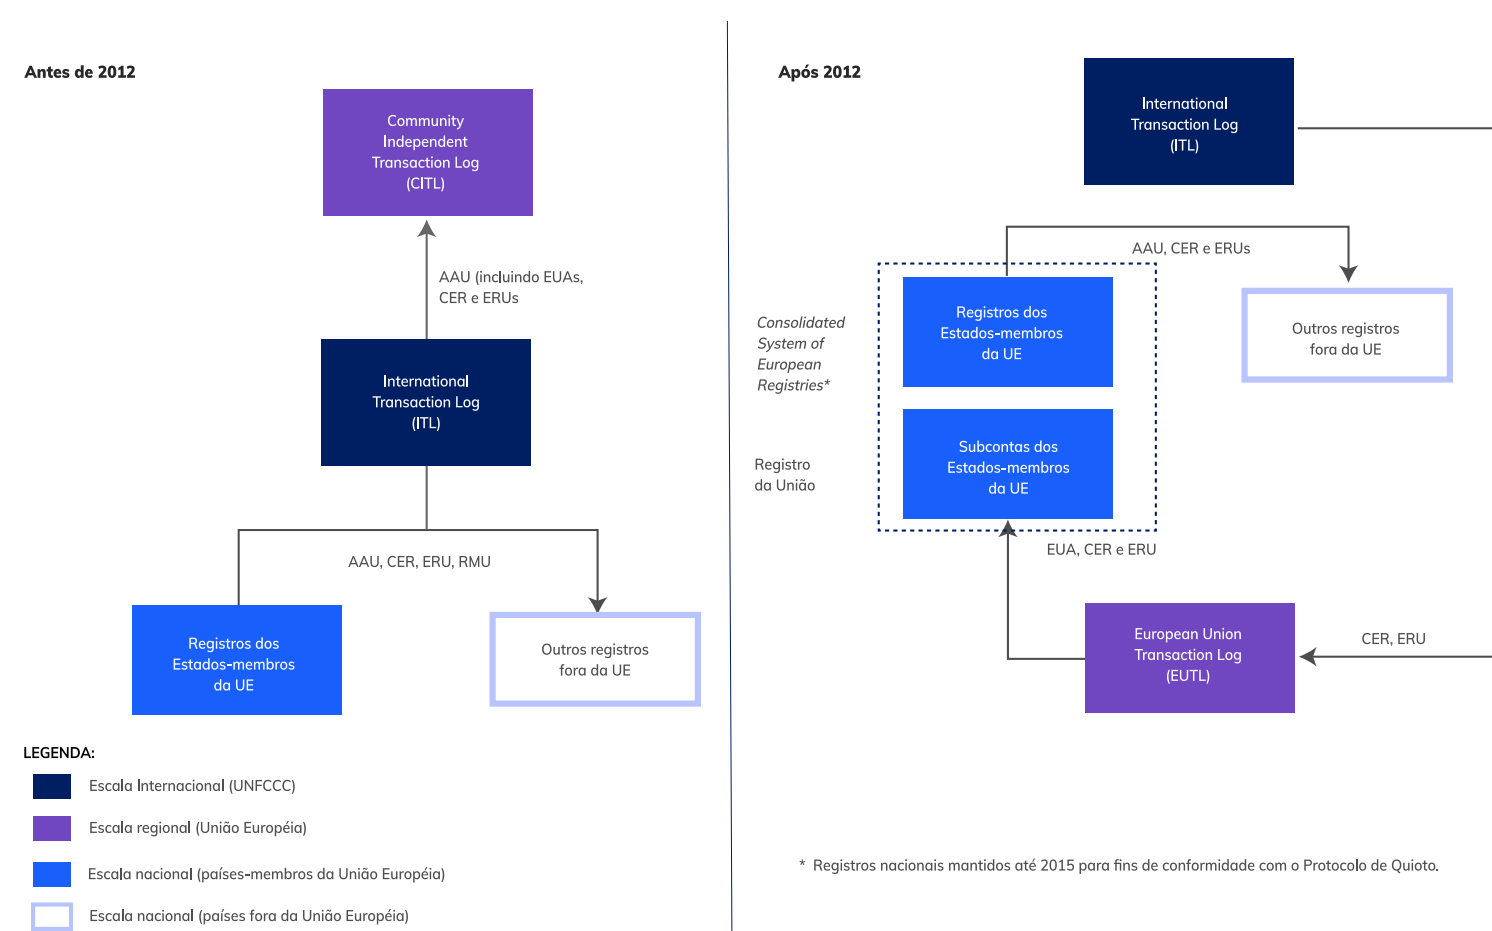 Antes de 2012
Community
Independent
Transaction Log
(CITL)
AAU (incluindo EUAs,
CER e ERUs
International
Transaction Log
(ITL)
AAU, CER, ERU, RMU
Registros dos
Estados-membros
da UE
Outros registros
fora da UE
LEGENDA:
Escala Internacional (UNFCCC)
Escala regional (União Européia)
Escala nacional (países-membros da União Européia)
Escala nacional (países fora da União Européia)
Após 2012
International
Transaction Log
(ITL)
AAU, CER e ERUs
Consolidated
System of
European
Registries*
Registros dos
Estados-membros
da UE
Outros registros
fora da UE
Registro
da União
Subcontas dos
Estados-membros
da UE
EUA, CER e ERU
European Union
Transaction Log
(EUTL)
CER, ERU
* Registros nacionais mantidos até 2015 para fins de conformidade com o Protocolo de Quioto.